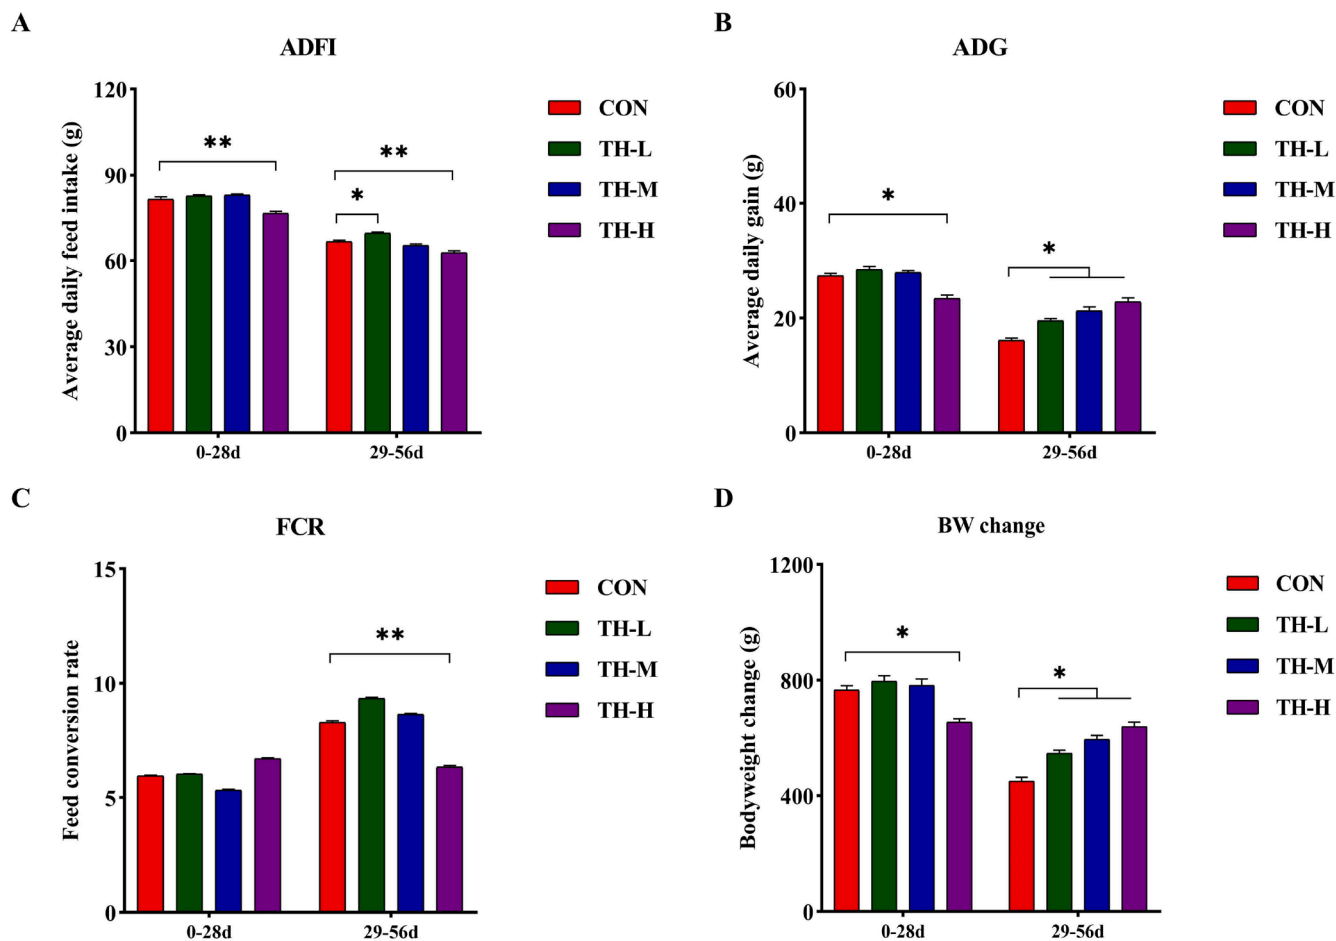 A
ADFI
Average daily feed intake (g)
120
90
60
30
0
**
**
*
0-28d
29-56d
CON
TH-L
TH-M
TH-H
B
ADG
Average daily gain (g)
60
40
20
0
*
*
0-28d
29-56d
CON
TH-L
TH-M
TH-H
C
FCR
Feed conversion rate
15
10
5
0
**
0-28d
29-56d
CON
TH-L
TH-M
TH-H
D
BW change
Bodyweight change (g)
1200
800
400
0
*
*
0-28d
29-56d
CON
TH-L
TH-M
TH-H